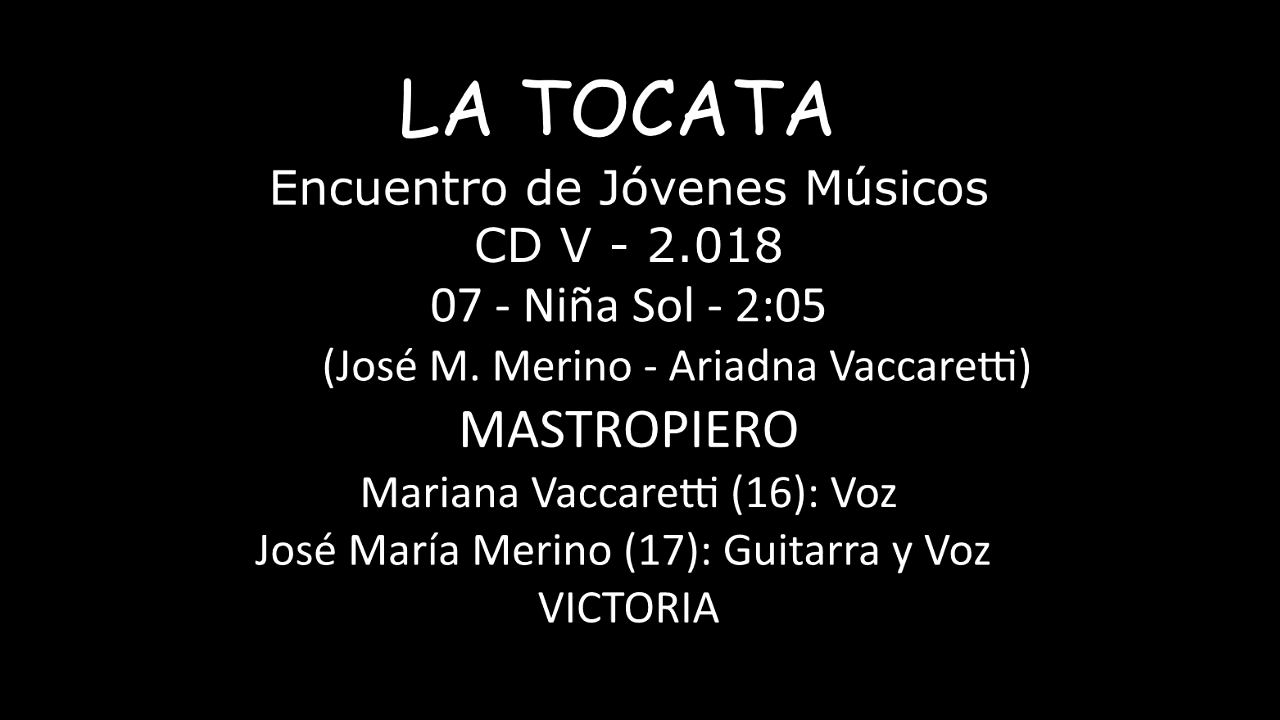 LA TOCATA
Encuentro de Jóvenes Músicos
CD V - 2.018
07 - Niña Sol - 2:05
(José M. Merino - Ariadna Vaccaretti)
MASTROPIERO
Mariana Vaccaretti (16): Voz
José María Merino (17): Guitarra y Voz
VICTORIA